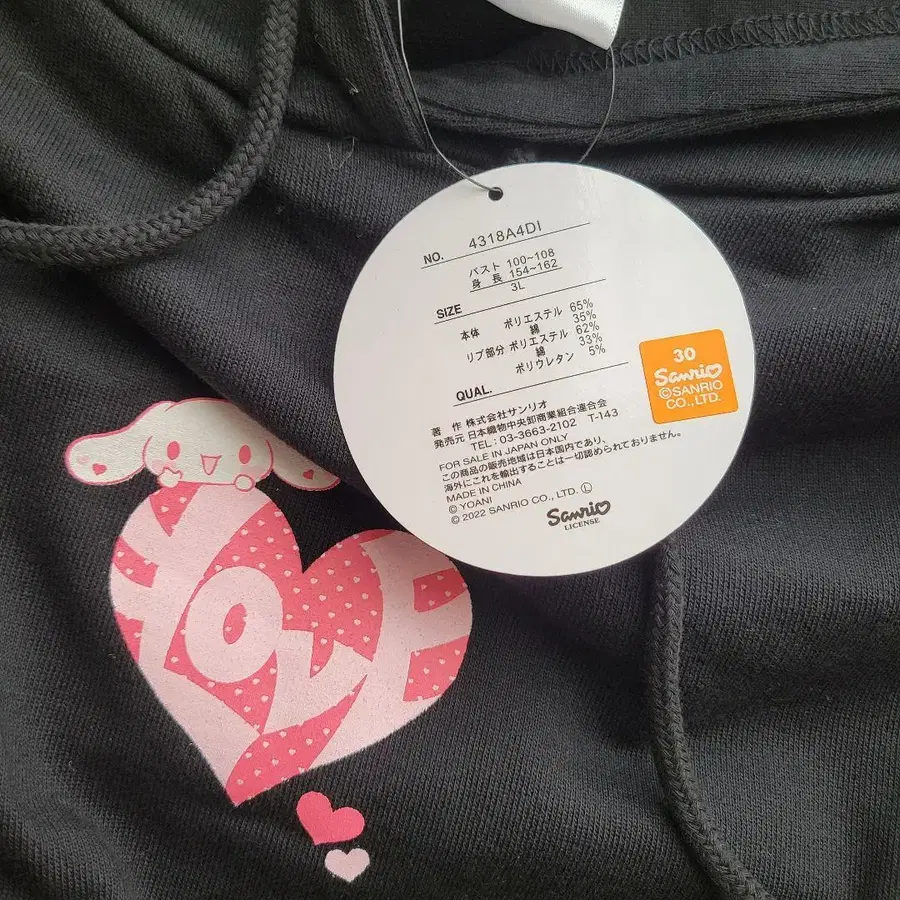 NO. 4318A4DI
バスト 100~108
身 長 154~162
3L
SIZE
本体 ポリエステル 65%
綿 35%
リブ部分 ポリエステル 62%
綿 33%
ポリウレタン 5%
QUAL.
著 作 株式会社サンリオ
発売元 日本織物中央卸商業組合連合会
TEL:03-3663-2102 T-143
FOR SALE IN JAPAN ONLY
この商品の販売地域は日本国内であり、
海外にこれを輸出することは一切認められておりません。
MADE IN CHINA
© YOANI
© 2022 SANRIO CO., LTD. Ⓛ
Sanrio
LICENSE
30
Sanrio
©SANRIO
CO.,LTD.